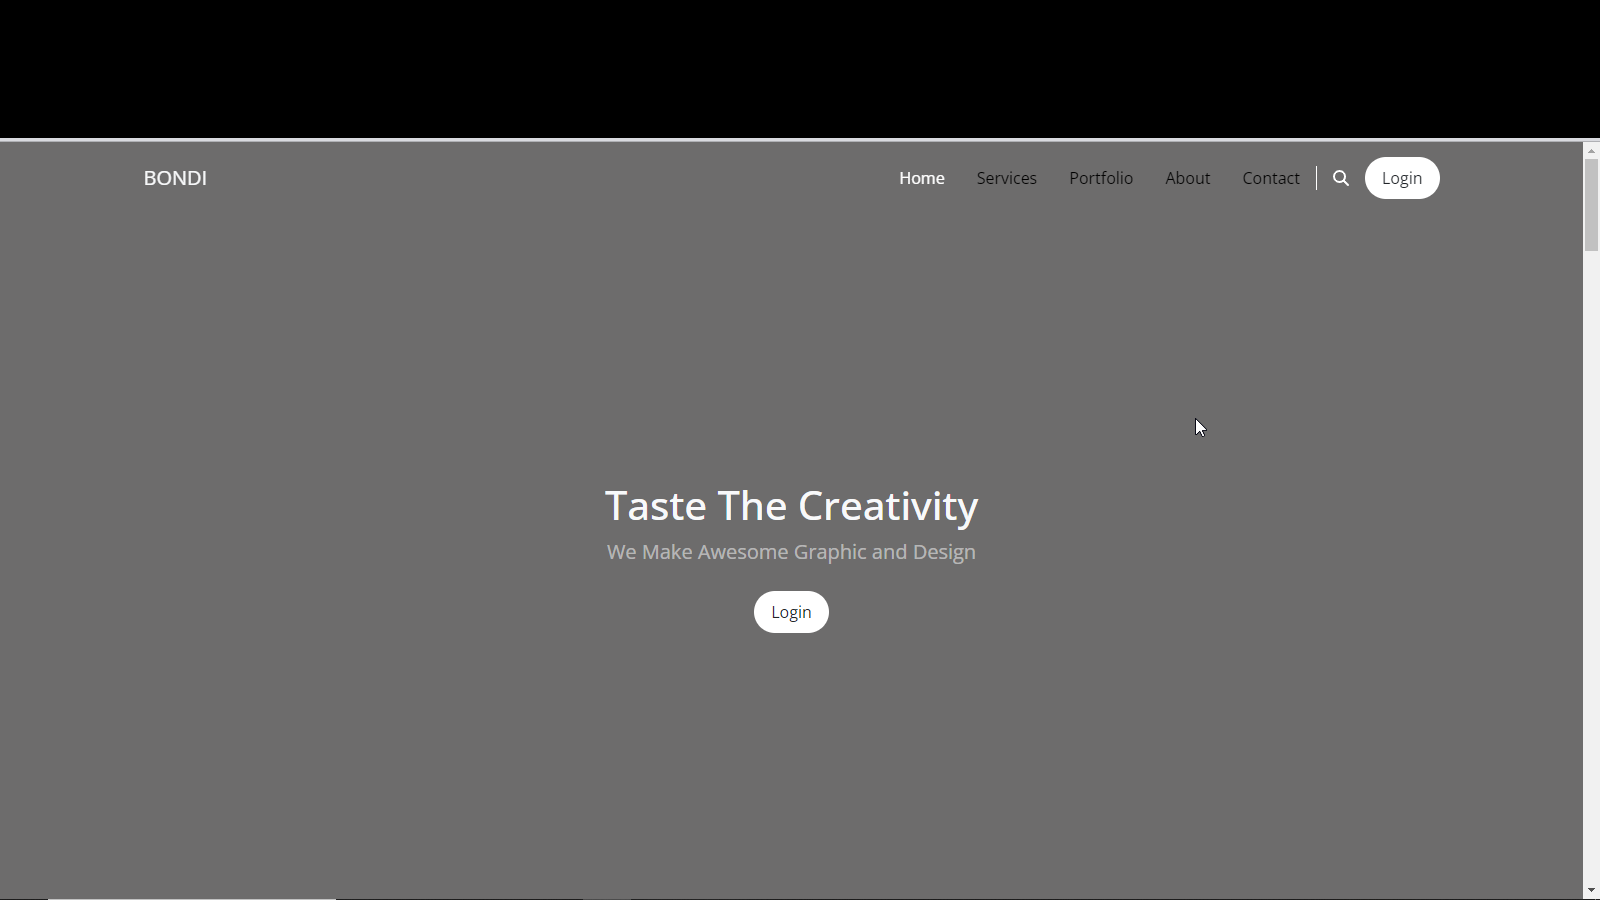 BONDI Home Services Portfolio About Contact Login
Taste The Creativity
We Make Awesome Graphic and Design
Login